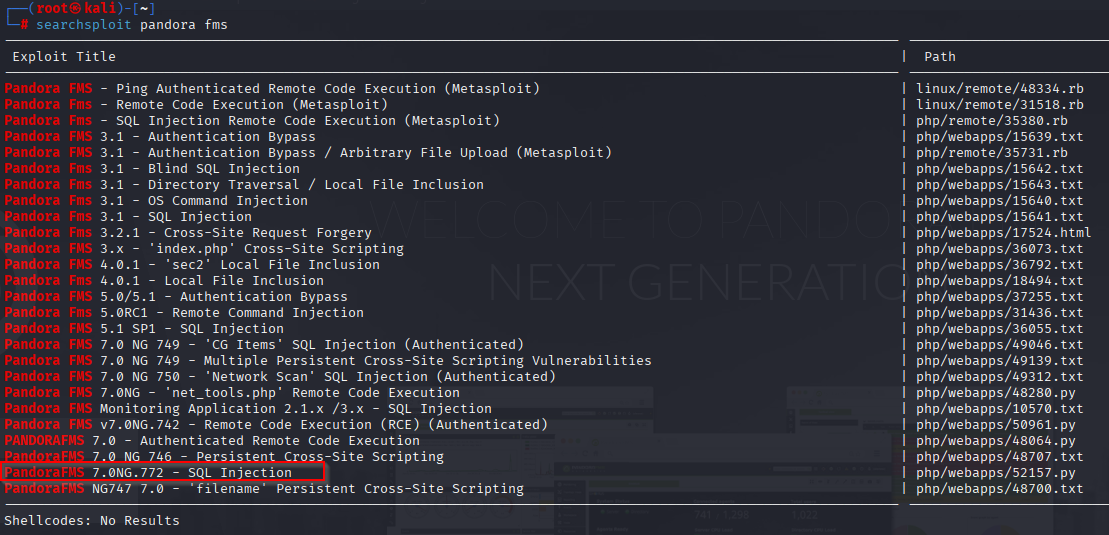 ┌──(root㉿kali)-[~]
└─# searchsploit pandora fms
Exploit Title | Path
Pandora FMS - Ping Authenticated Remote Code Execution (Metasploit) | linux/remote/48334.rb
Pandora Fms - Remote Code Execution (Metasploit) | linux/remote/31518.rb
Pandora Fms - SQL Injection Remote Code Execution (Metasploit) | php/remote/35380.rb
Pandora Fms 3.1 - Authentication Bypass | php/webapps/15639.txt
Pandora FMS 3.1 - Authentication Bypass / Arbitrary File Upload (Metasploit) | php/remote/35731.rb
Pandora Fms 3.1 - Blind SQL Injection | php/webapps/15642.txt
Pandora Fms 3.1 - Directory Traversal / Local File Inclusion | php/webapps/15643.txt
Pandora Fms 3.1 - OS Command Injection | php/webapps/15640.txt
Pandora Fms 3.1 - SQL Injection | php/webapps/15641.txt
Pandora Fms 3.2.1 - Cross-Site Request Forgery | php/webapps/17524.html
Pandora FMS 3.x - 'index.php' Cross-Site Scripting | php/webapps/36073.txt
Pandora FMS 4.0.1 - 'sec2' Local File Inclusion | php/webapps/36792.txt
Pandora Fms 4.0.1 - Local File Inclusion | php/webapps/18494.txt
Pandora FMS 5.0/5.1 - Authentication Bypass | php/webapps/37255.txt
Pandora Fms 5.0RC1 - Remote Command Injection | php/webapps/31436.txt
Pandora FMS 5.1 SP1 - SQL Injection | php/webapps/36055.txt
Pandora FMS 7.0 NG 749 - 'CG Items' SQL Injection (Authenticated) | php/webapps/49046.txt
Pandora FMS 7.0 NG 749 - Multiple Persistent Cross-Site Scripting Vulnerabilities | php/webapps/49139.txt
Pandora FMS 7.0 NG 750 - 'Network Scan' SQL Injection (Authenticated) | php/webapps/49312.txt
Pandora FMS 7.0NG - 'net_tools.php' Remote Code Execution | php/webapps/48280.py
Pandora FMS Monitoring Application 2.1.x /3.x - SQL Injection | php/webapps/10570.txt
Pandora FMS v7.0NG.742 - Remote Code Execution (RCE) (Authenticated) | php/webapps/50961.py
PANDORAFMS 7.0 - Authenticated Remote Code Execution | php/webapps/48064.py
PandoraFMS 7.0 NG 746 - Persistent Cross-Site Scripting | php/webapps/48707.txt
PandoraFMS 7.0NG.772 - SQL Injection | php/webapps/52157.py
PandoraFMS NG747 7.0 - 'filename' Persistent Cross-Site Scripting | php/webapps/48700.txt
Shellcodes: No Results
WELCOME TO PANDO
NEXT GENERATIO